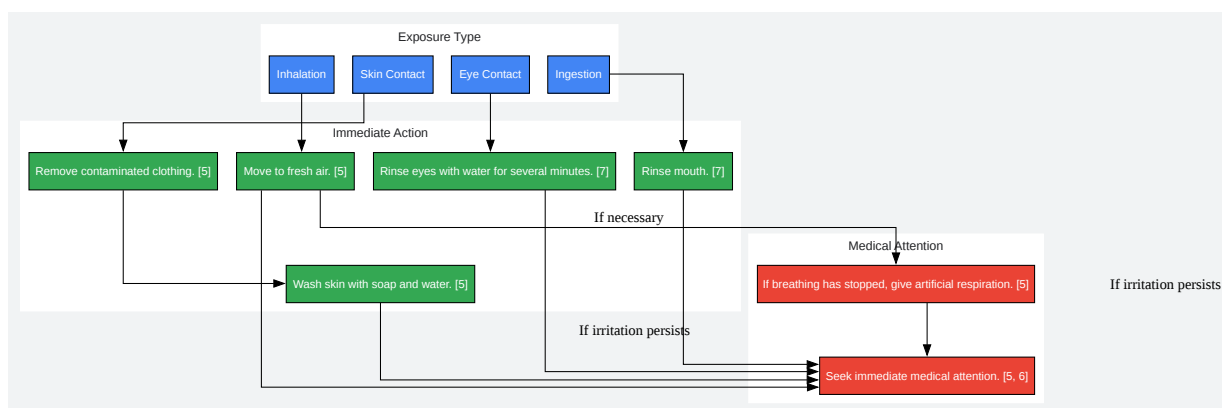 Exposure Type
Inhalation
Skin Contact
Eye Contact
Ingestion
Immediate Action
Remove contaminated clothing. [5]
Move to fresh air. [5]
Rinse eyes with water for several minutes. [7]
Rinse mouth. [7]
If necessary
Medical Attention
Wash skin with soap and water. [5]
If breathing has stopped, give artificial respiration. [5]
If irritation persists
If irritation persists
Seek immediate medical attention. [5, 6]